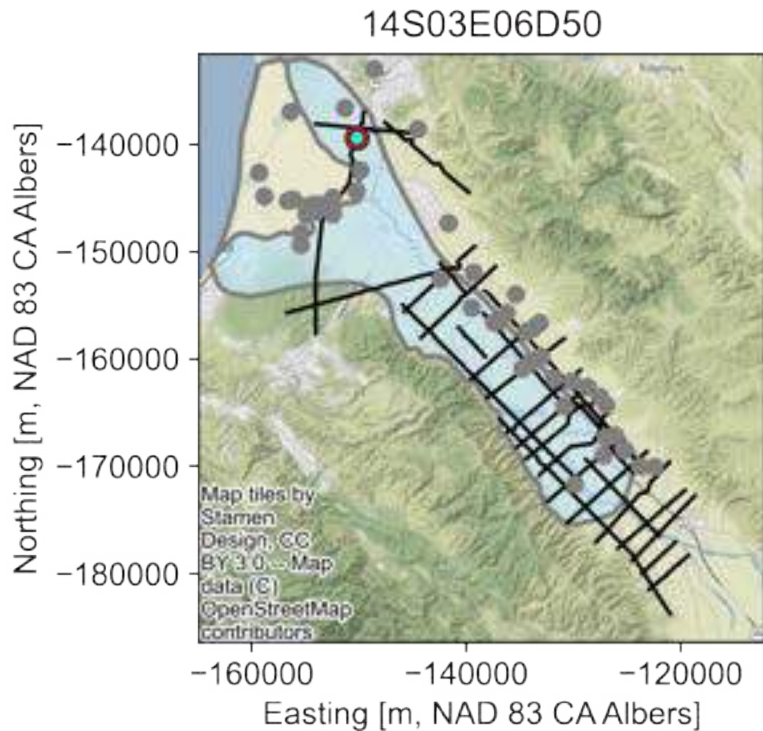 14S03E06D50
Northing [m, NAD 83 CA Albers]
−140000
−150000
−160000
−170000
−180000
Map tiles by
Stamen
Design, CC
BY 3.0 -- Map
data (C)
OpenStreetMap
contributors
−160000
−140000
−120000
Easting [m, NAD 83 CA Albers]